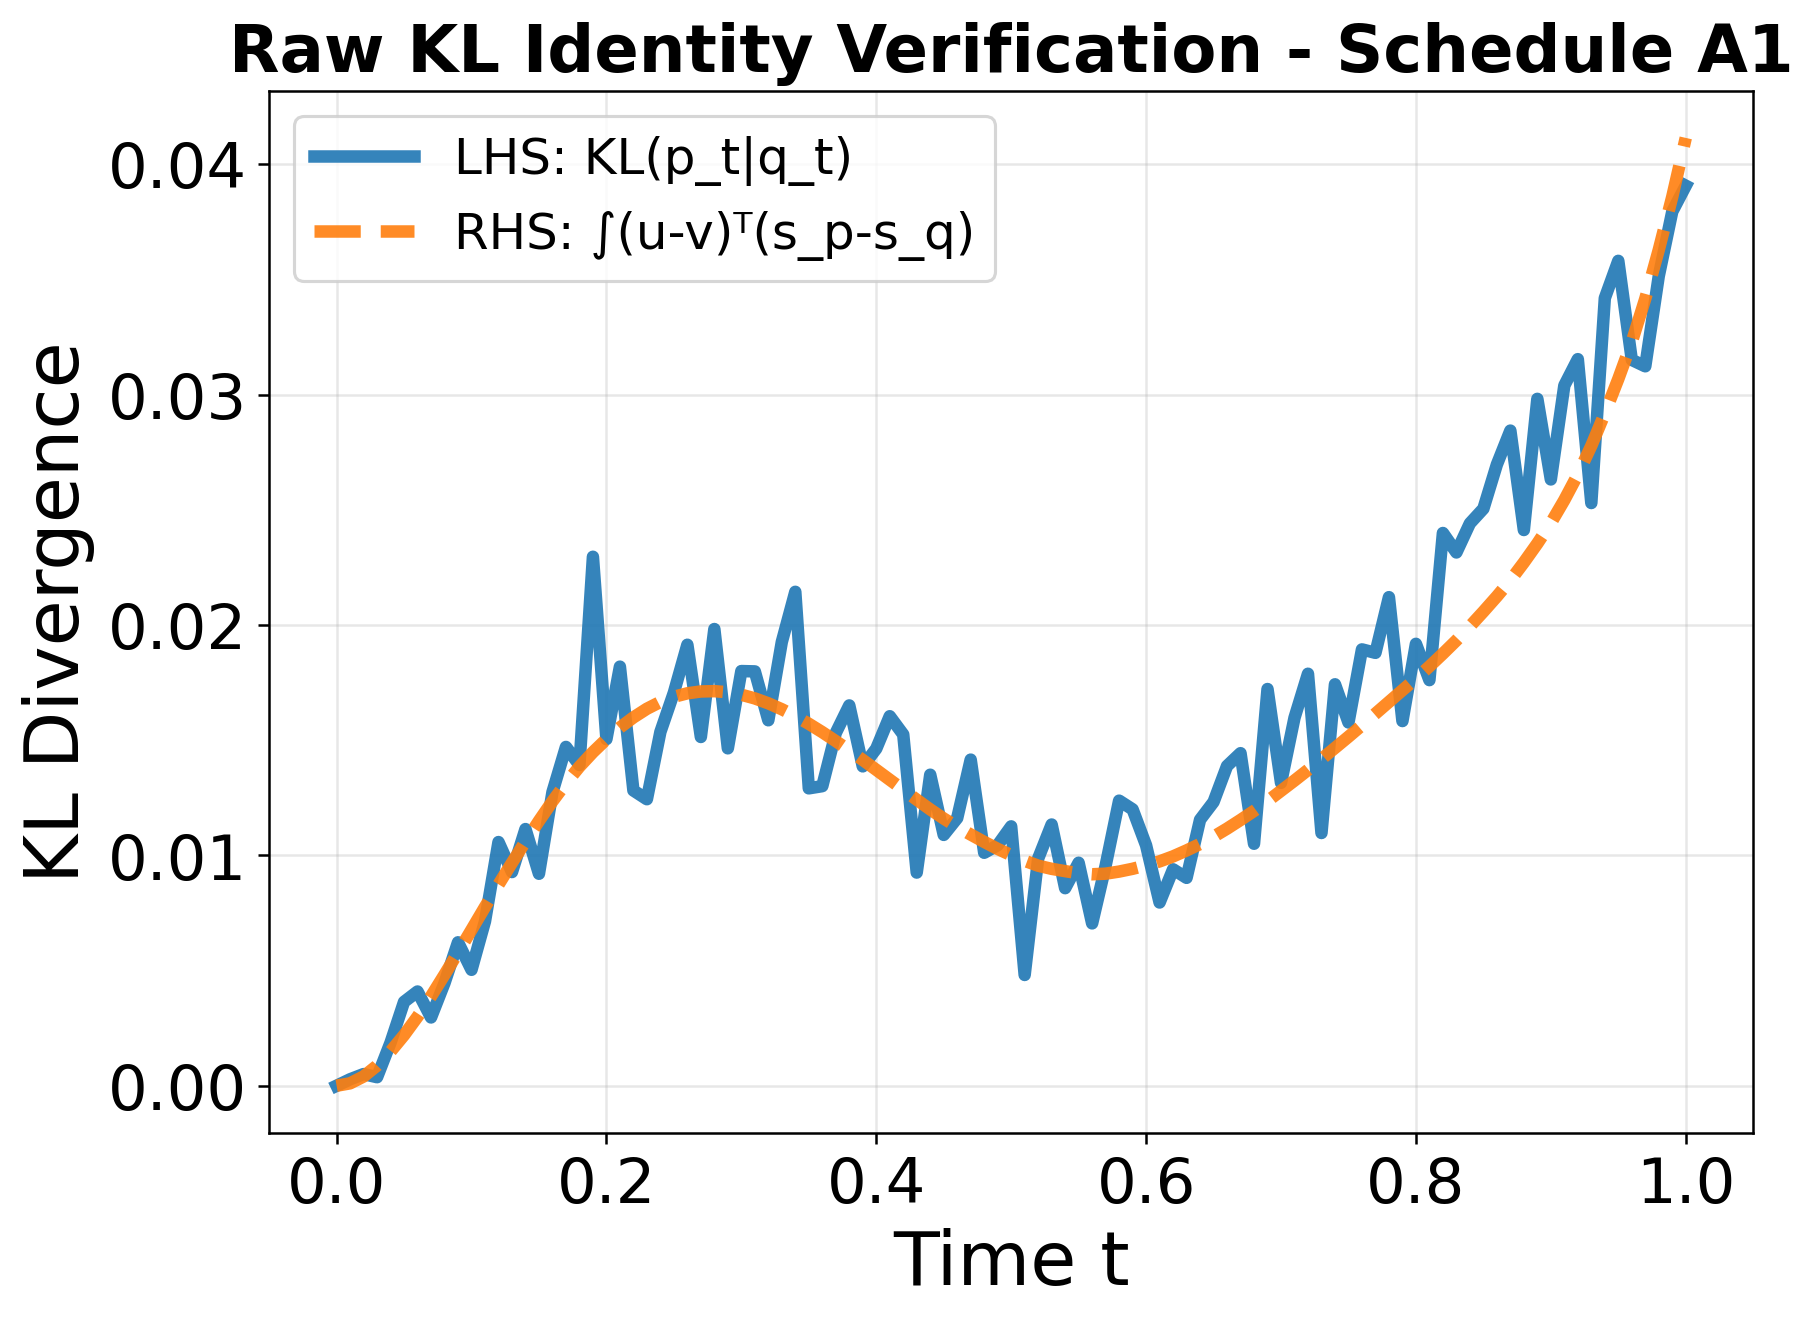 Raw KL Identity Verification - Schedule A1
LHS: KL(p_t|q_t)
RHS: ∫(u-v)ᵀ(s_p-s_q)
KL Divergence
0.04
0.03
0.02
0.01
0.00
0.0 0.2 0.4 0.6 0.8 1.0
Time t